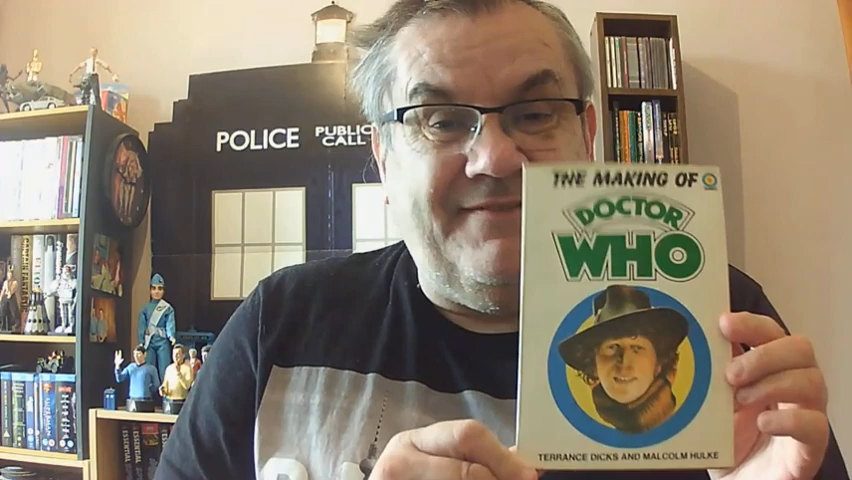 POLICE PUBLIC
CALL
THE MAKING OF
DOCTOR
WHO
TERRANCE DICKS AND MALCOLM HULKE